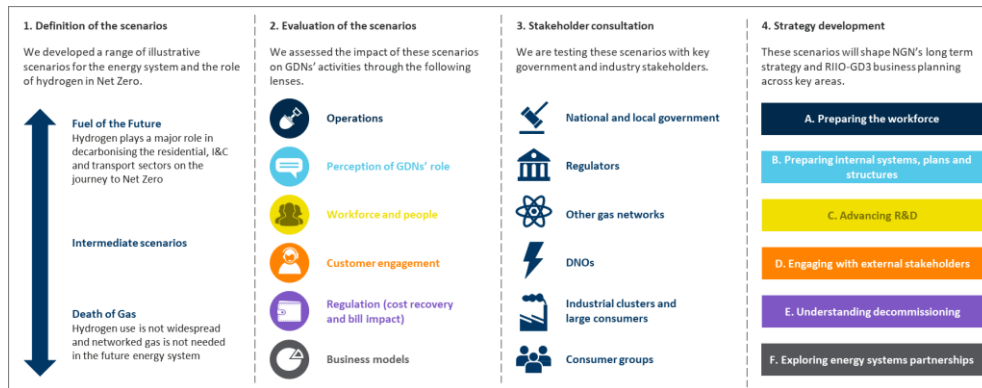 1. Definition of the scenarios
We developed a range of illustrative
scenarios for the energy system and the role
of hydrogen in Net Zero.
Fuel of the Future
Hydrogen plays a major role in
decarbonising the residential, I&C
and transport sectors on the
journey to Net Zero
Intermediate scenarios
Death of Gas
Hydrogen use is not widespread
and networked gas is not needed
in the future energy system
2. Evaluation of the scenarios
We assessed the impact of these scenarios
on GDNs' activities through the following
lenses.
Operations
Perception of GDNs' role
Workforce and people
Customer engagement
Regulation (cost recovery
and bill impact)
Business models
3. Stakeholder consultation
We are testing these scenarios with key
government and industry stakeholders.
National and local government
Regulators
Other gas networks
DNOs
Industrial clusters and
large consumers
Consumer groups
4. Strategy development
These scenarios will shape NGN's long term
strategy and RIIO-GD3 business planning
across key areas.
A. Preparing the workforce
B. Preparing internal systems, plans and
structures
C. Advancing R&D
D. Engaging with external stakeholders
E. Understanding decommissioning
F. Exploring energy systems partnerships